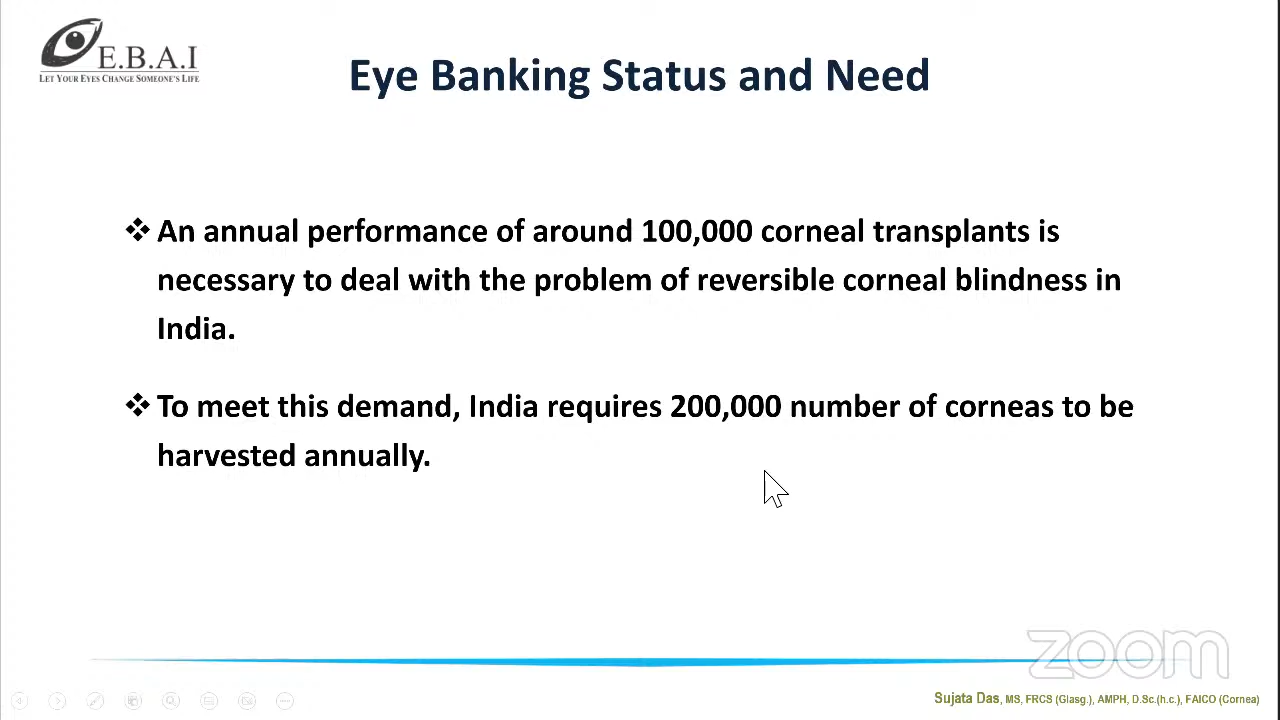 E.B.A.I
LET YOUR EYES CHANGE SOMEONE'S LIFE
Eye Banking Status and Need
❖ An annual performance of around 100,000 corneal transplants is
necessary to deal with the problem of reversible corneal blindness in
India.
❖ To meet this demand, India requires 200,000 number of corneas to be
harvested annually.
zoom
Sujata Das, MS, FRCS (Glasg.), AMPH, D.Sc.(h.c.), FAICO (Cornea)